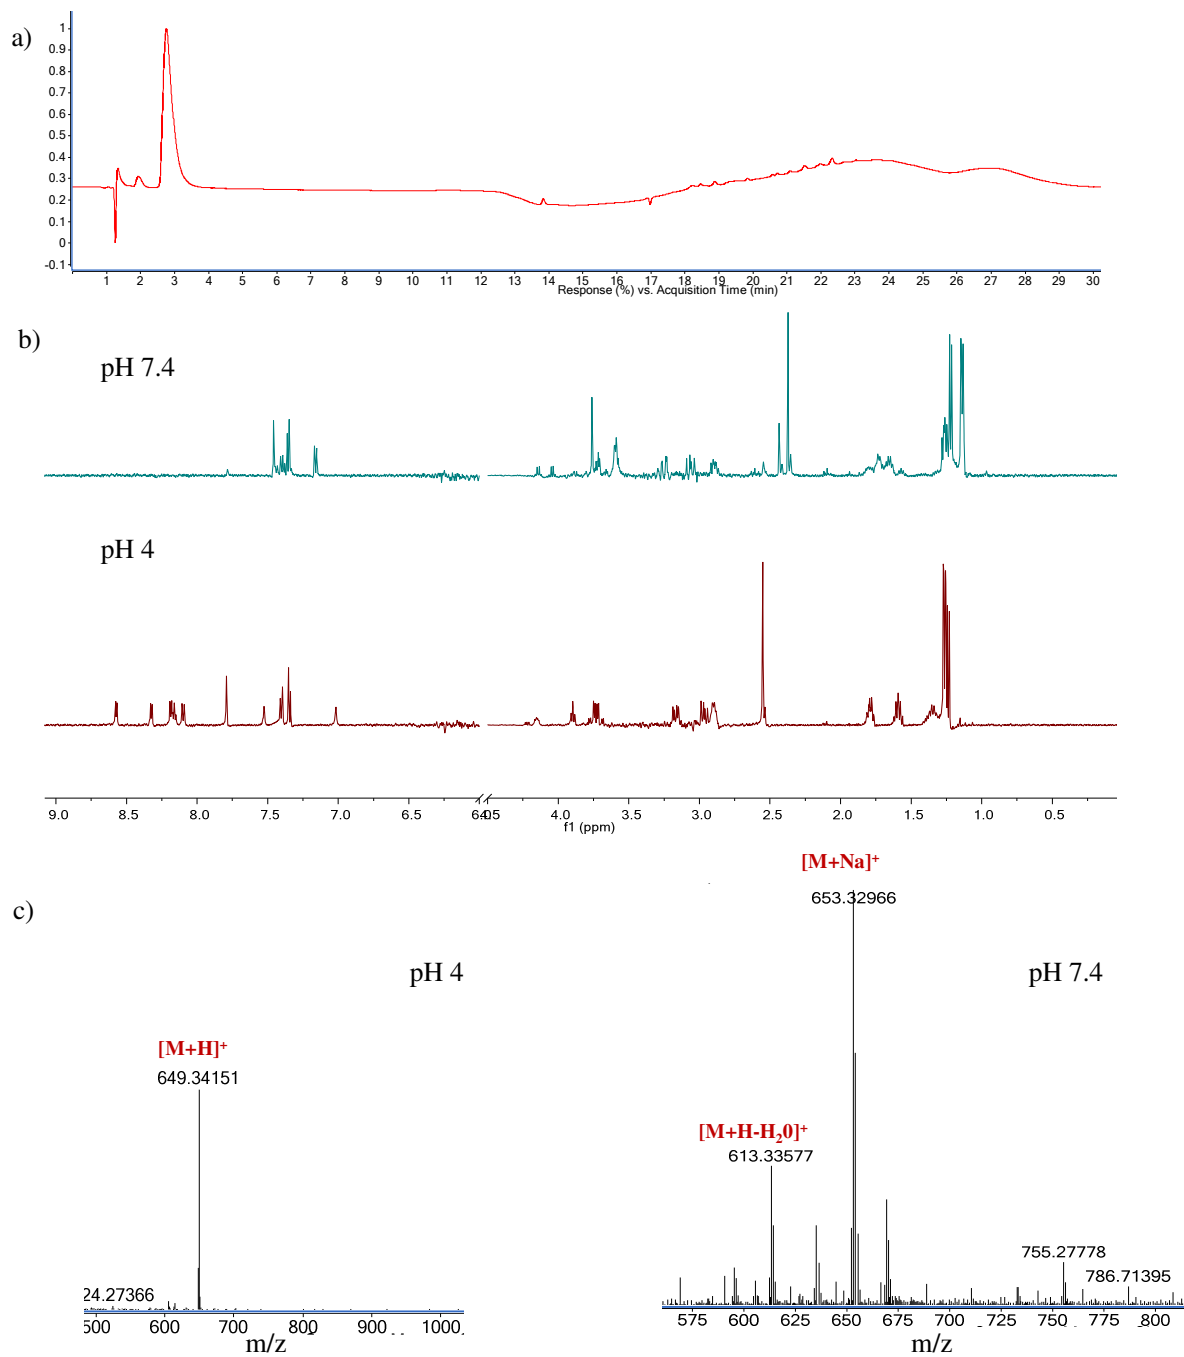 a)
1
0.9
0.8
0.7
0.6
0.5
0.4
0.3
0.2
0.1
0
-0.1
1 2 3 4 5 6 7 8 9 10 11 12 13 14 15 16 17 18 19 20 21 22 23 24 25 26 27 28 29 30
Response (%) vs. Acquisition Time (min)
b)
pH 7.4
pH 4
9.0 8.5 8.0 7.5 7.0 6.5 4.0 3.5 3.0 2.5 2.0 1.5 1.0 0.5
f1 (ppm)
c)
pH 4
[M+H]+
649.34151
24.27366
500 600 700 800 900 1000
m/z
[M+Na]+
653.32966
pH 7.4
[M+H-H20]+
613.33577
755.27778
786.71395
575 600 625 650 675 700 725 750 775 800
m/z